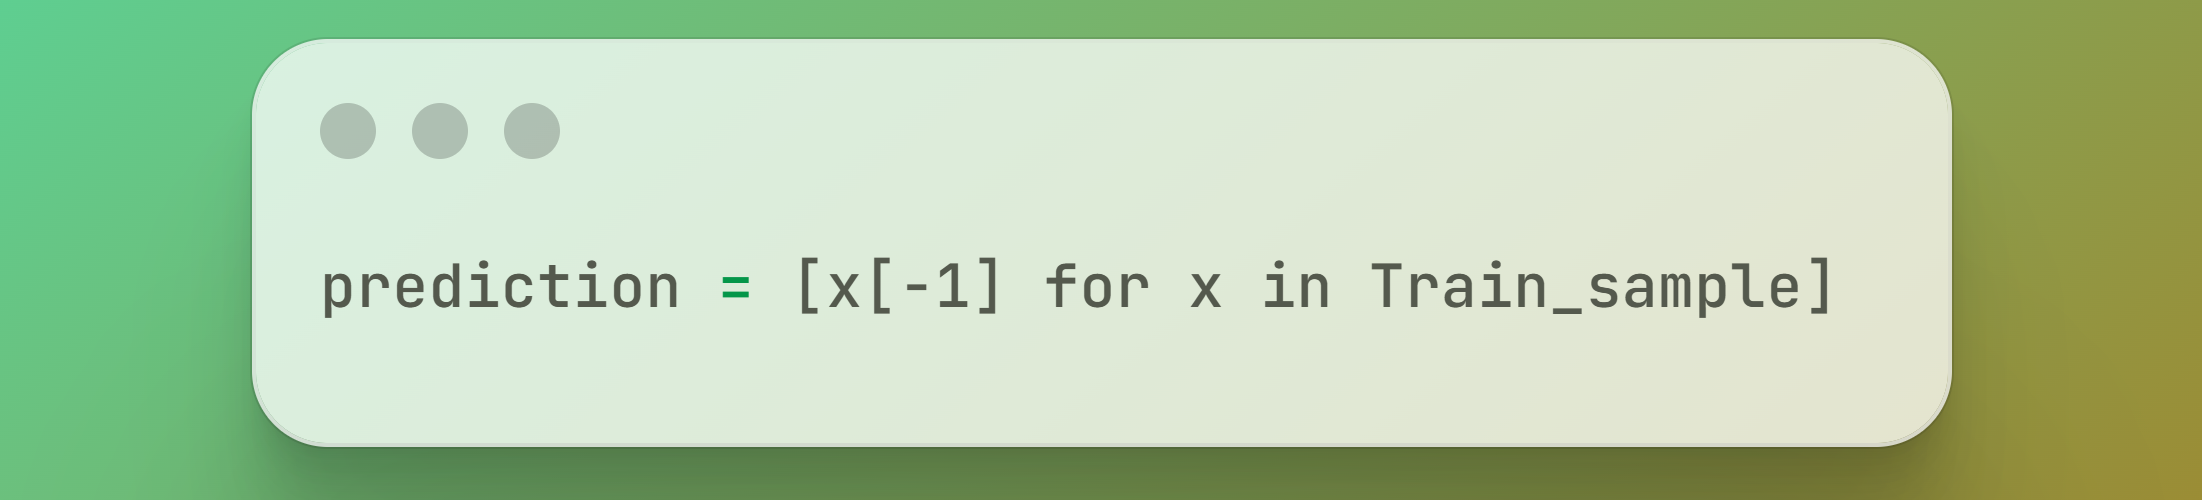 prediction = [x[-1] for x in Train_sample]